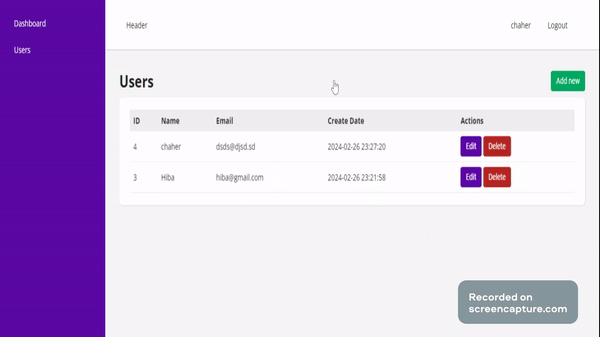 Dashboard
Users
Header
chaher
Logout
Users
Add new
ID Name Email Create Date Actions
4 chaher dsds@djsd.sd 2024-02-26 23:27:20 Edit Delete
3 Hiba hiba@gmail.com 2024-02-26 23:21:58 Edit Delete
Recorded on
screencapture.com